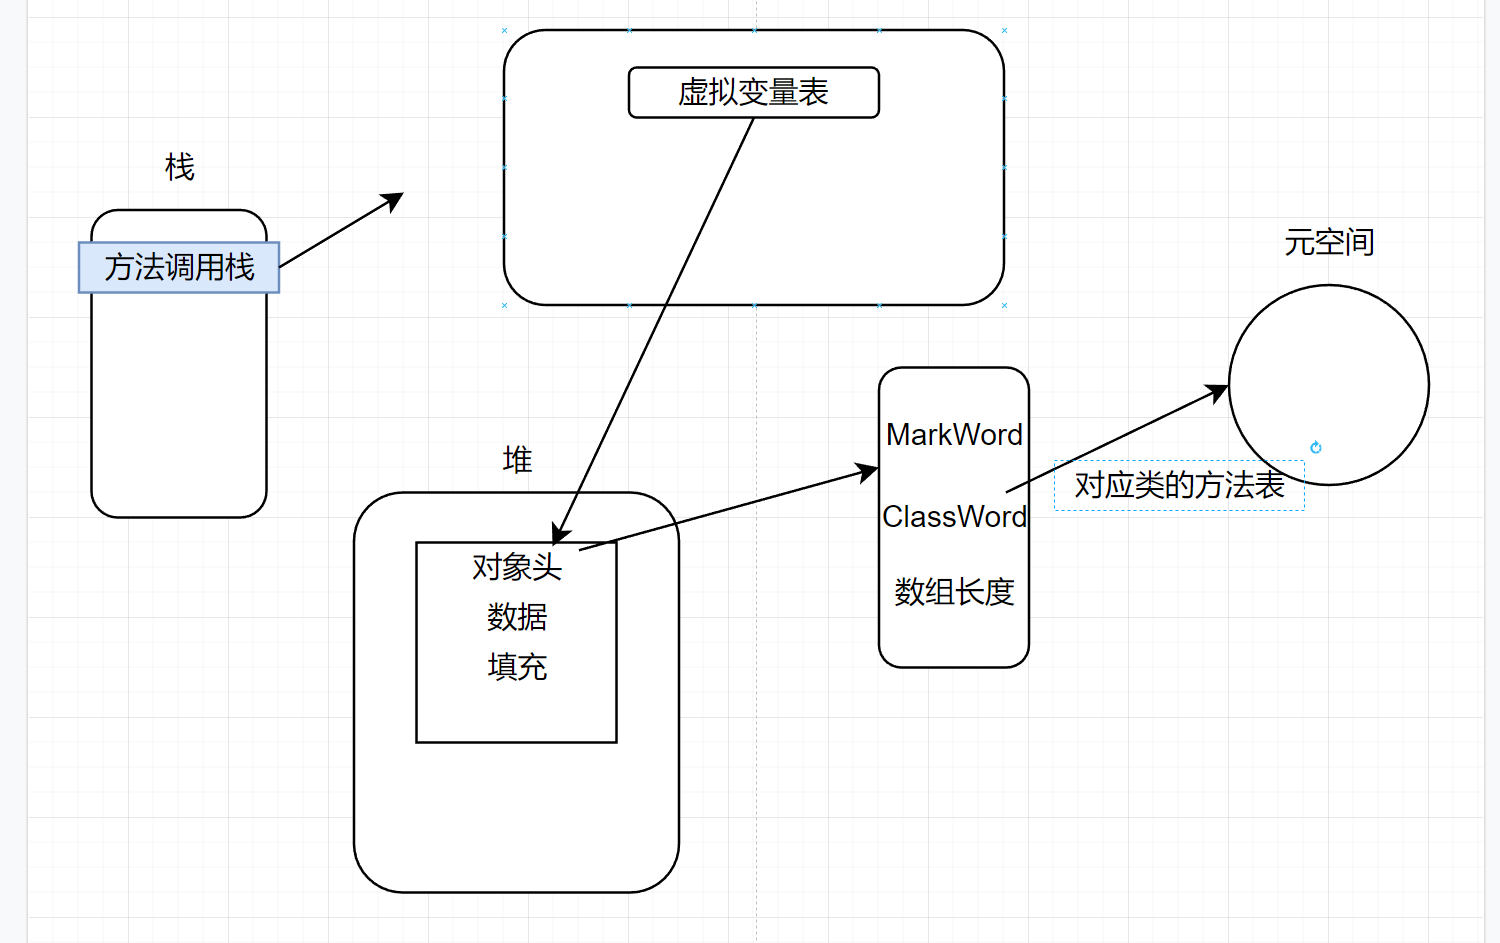 虚拟变量表
栈
方法调用栈
元空间
堆
MarkWord
对应类的方法表
ClassWord
对象头
数组长度
数据
填充